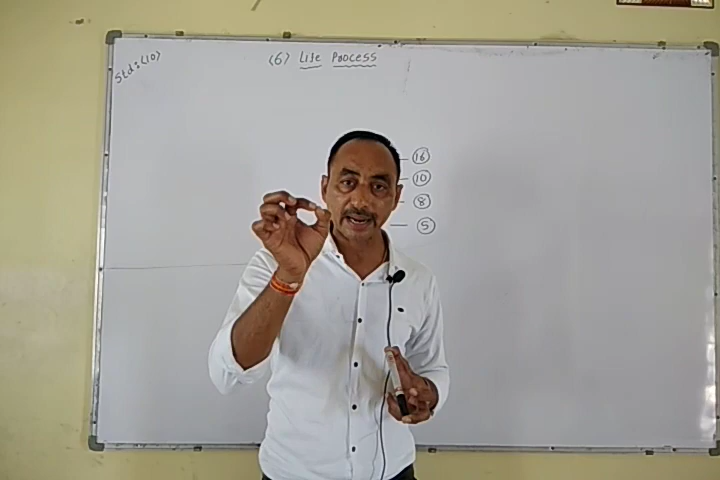 Std:(10)
(6) Life Process
— (16)
— (10)
— (8)
— (5)